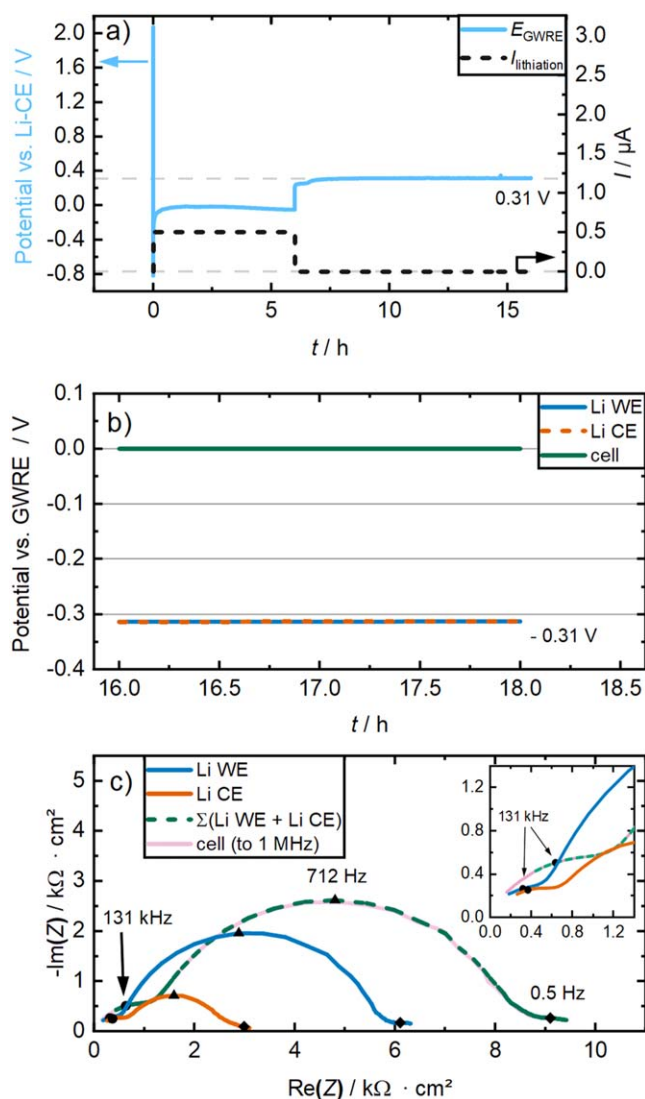 a)
E_GWRE
I_lithiation
Potential vs. Li-CE / V
2.0
1.6
1.2
0.8
0.4
0.0
-0.4
-0.8
3.0
2.5
2.0
1.5
1.0
0.5
0.0
I / µA
0.31 V
0 5 10 15
t / h
b)
Li WE
Li CE
cell
Potential vs. GWRE / V
0.1
0.0
-0.1
-0.2
-0.3
-0.4
- 0.31 V
16.0 16.5 17.0 17.5 18.0 18.5
t / h
c)
Li WE
Li CE
Σ(Li WE + Li CE)
cell (to 1 MHz)
-Im(Z) / kΩ · cm²
5
4
3
2
1
0
131 kHz
712 Hz
0.5 Hz
1.2
0.8
0.4
0.0
131 kHz
0.0 0.4 0.8 1.2
0 2 4 6 8 10
Re(Z) / kΩ · cm²